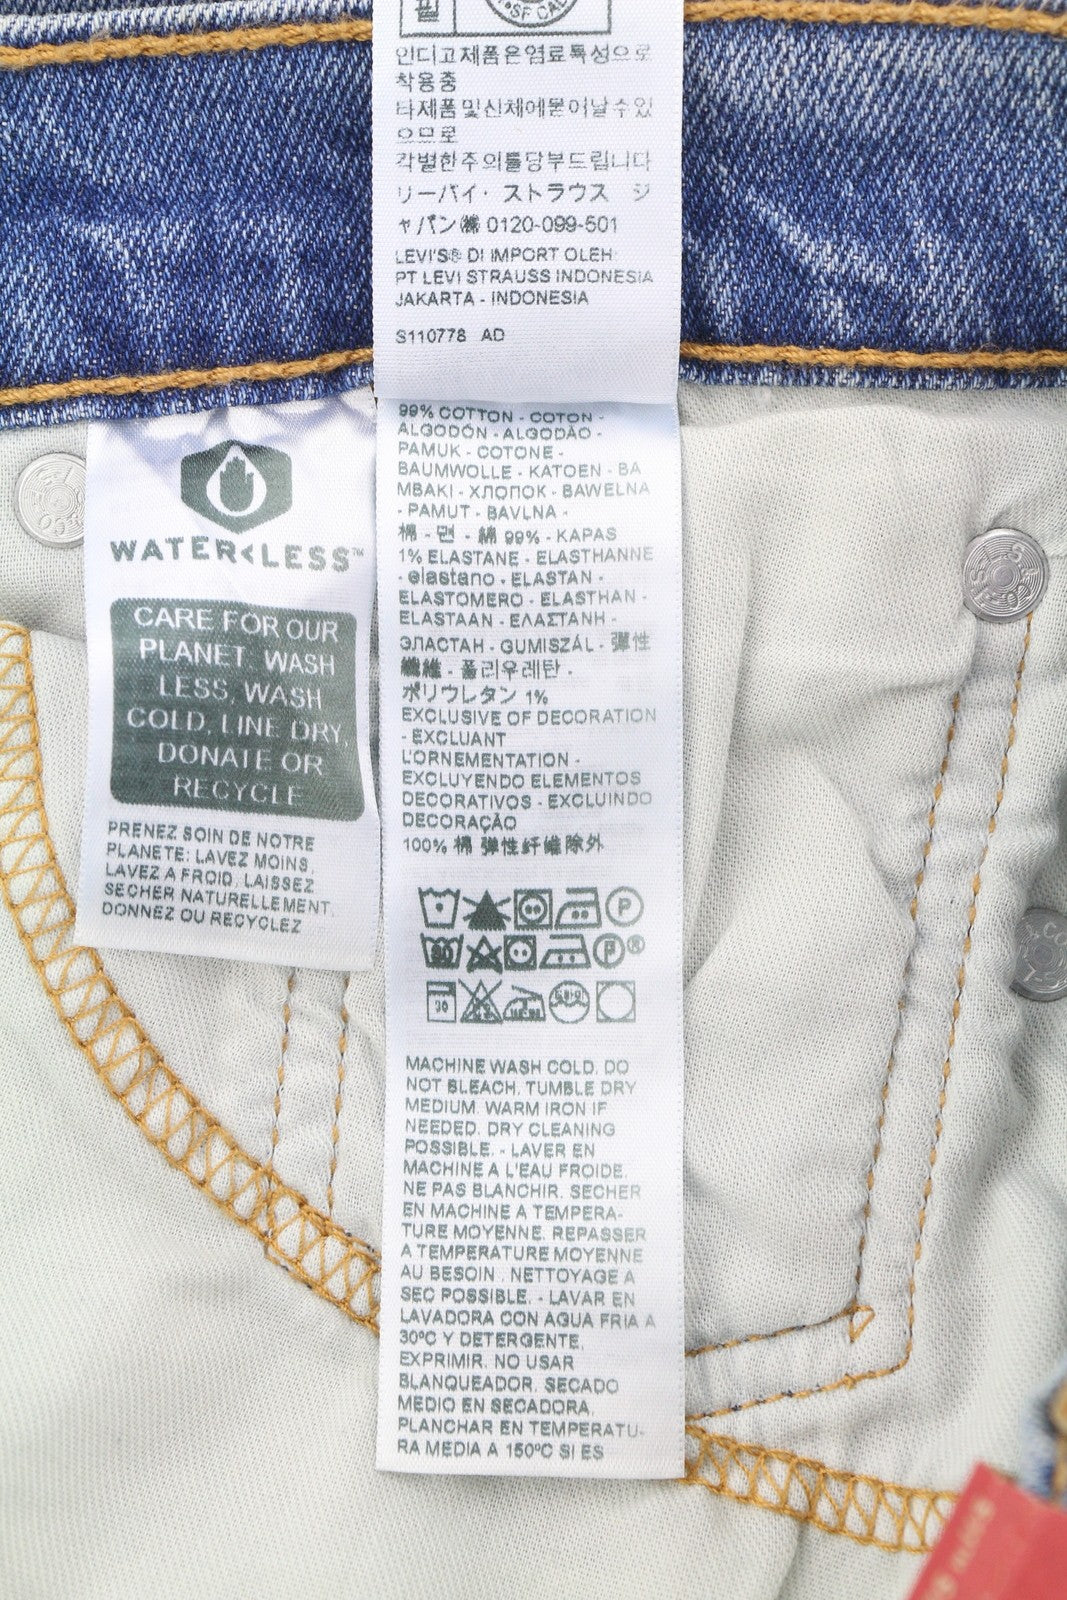 *SF CAL
인디고제품은염료특성으로
착용중
타제품및신체에묻어날수있
으므로
각별한주의를당부드립니다
リーバイ・ストラウス ジ
ャパン㈱ 0120-099-501
LEVI'S® DI IMPORT OLEH:
PT LEVI STRAUSS INDONESIA
JAKARTA - INDONESIA
S110778 AD
WATER<LESS™
CARE FOR OUR
PLANET. WASH
LESS, WASH
COLD, LINE DRY,
DONATE OR
RECYCLE
PRENEZ SOIN DE NOTRE
PLANETE: LAVEZ MOINS,
LAVEZ A FROID, LAISSEZ
SECHER NATURELLEMENT,
DONNEZ OU RECYCLEZ
99% COTTON - COTON -
ALGODÓN - ALGODÃO -
PAMUK - COTONE -
BAUMWOLLE - KATOEN - BA
MBAKI - ХЛОПОК - BAWEŁNA
- PAMUT - BAVLNA -
棉 - 면 - 綿 99% - KAPAS
1% ELASTANE - ELASTHANNE
- elastano - ELASTAN -
ELASTOMERO - ELASTHAN -
ELASTAAN - ΕΛΑΣΤΑΝΗ -
ЭЛАСТАН - GUMISZÁL - 彈性
纖維 - 폴리우레탄 -
ポリウレタン 1%
EXCLUSIVE OF DECORATION
- EXCLUANT
L'ORNEMENTATION -
EXCLUYENDO ELEMENTOS
DECORATIVOS - EXCLUINDO
DECORAÇÃO
100% 棉 弹性纤维除外
P
30 P®
30
MACHINE WASH COLD. DO
NOT BLEACH. TUMBLE DRY
MEDIUM. WARM IRON IF
NEEDED. DRY CLEANING
POSSIBLE. - LAVER EN
MACHINE A L'EAU FROIDE.
NE PAS BLANCHIR. SECHER
EN MACHINE A TEMPERA-
TURE MOYENNE. REPASSER
A TEMPERATURE MOYENNE
AU BESOIN . NETTOYAGE A
SEC POSSIBLE. - LAVAR EN
LAVADORA CON AGUA FRIA A
30ºC Y DETERGENTE.
EXPRIMIR. NO USAR
BLANQUEADOR. SECADO
MEDIO EN SECADORA.
PLANCHAR EN TEMPERATU-
RA MEDIA A 150ºC SI ES